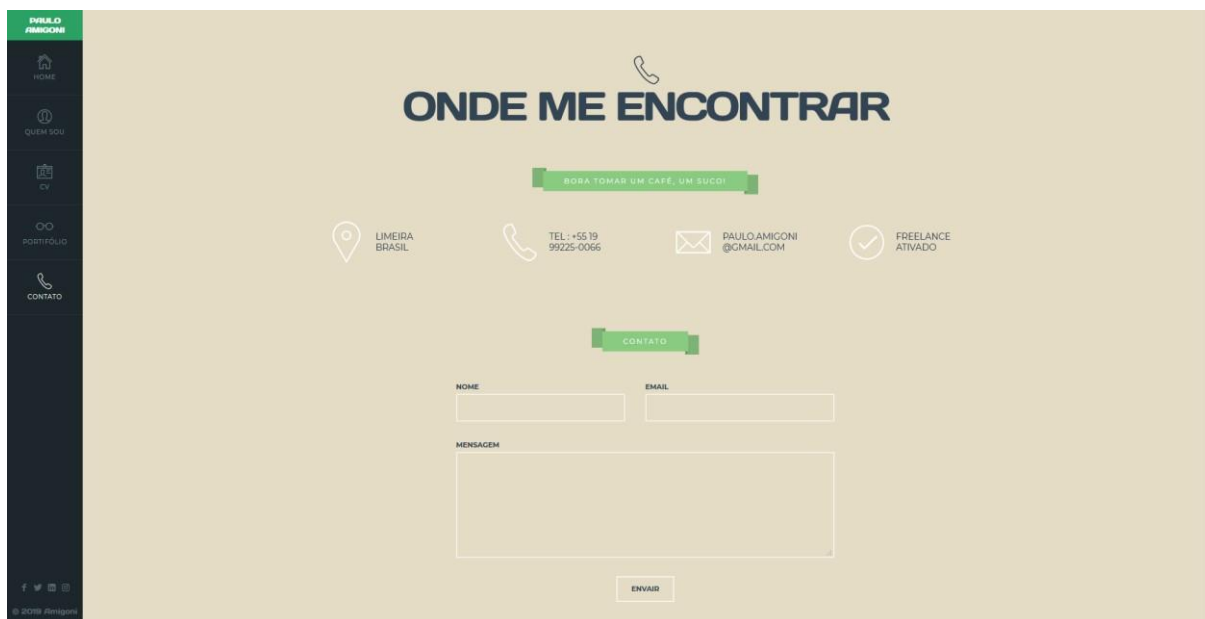 PAULO
AMIGONI
HOME
QUEM SOU
CV
PORTIFÓLIO
CONTATO
© 2019 Amigoni
ONDE ME ENCONTRAR
BORA TOMAR UM CAFÉ, UM SUCO!
LIMEIRA
BRASIL
TEL : +55 19
99225-0066
PAULO.AMIGONI
@GMAIL.COM
FREELANCE
ATIVADO
CONTATO
NOME
EMAIL
MENSAGEM
ENVAIR